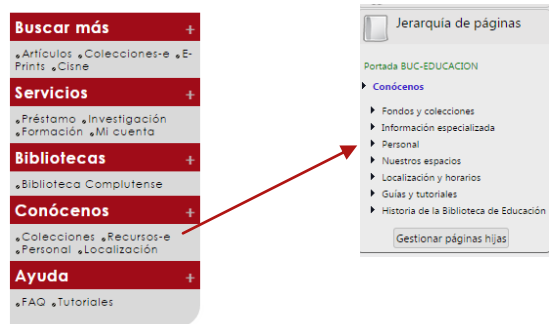 Buscar más +
Artículos Colecciones-e E-
Prints Cisne
Servicios +
Préstamo Investigación
Formación Mi cuenta
Bibliotecas +
Biblioteca Complutense
Conócenos +
Colecciones Recursos-e
Personal Localización
Ayuda +
FAQ Tutoriales
Jerarquía de páginas
Portada BUC-EDUCACION
Conócenos
Fondos y colecciones
Información especializada
Personal
Nuestros espacios
Localización y horarios
Guías y tutoriales
Historia de la Biblioteca de Educación
Gestionar páginas hijas